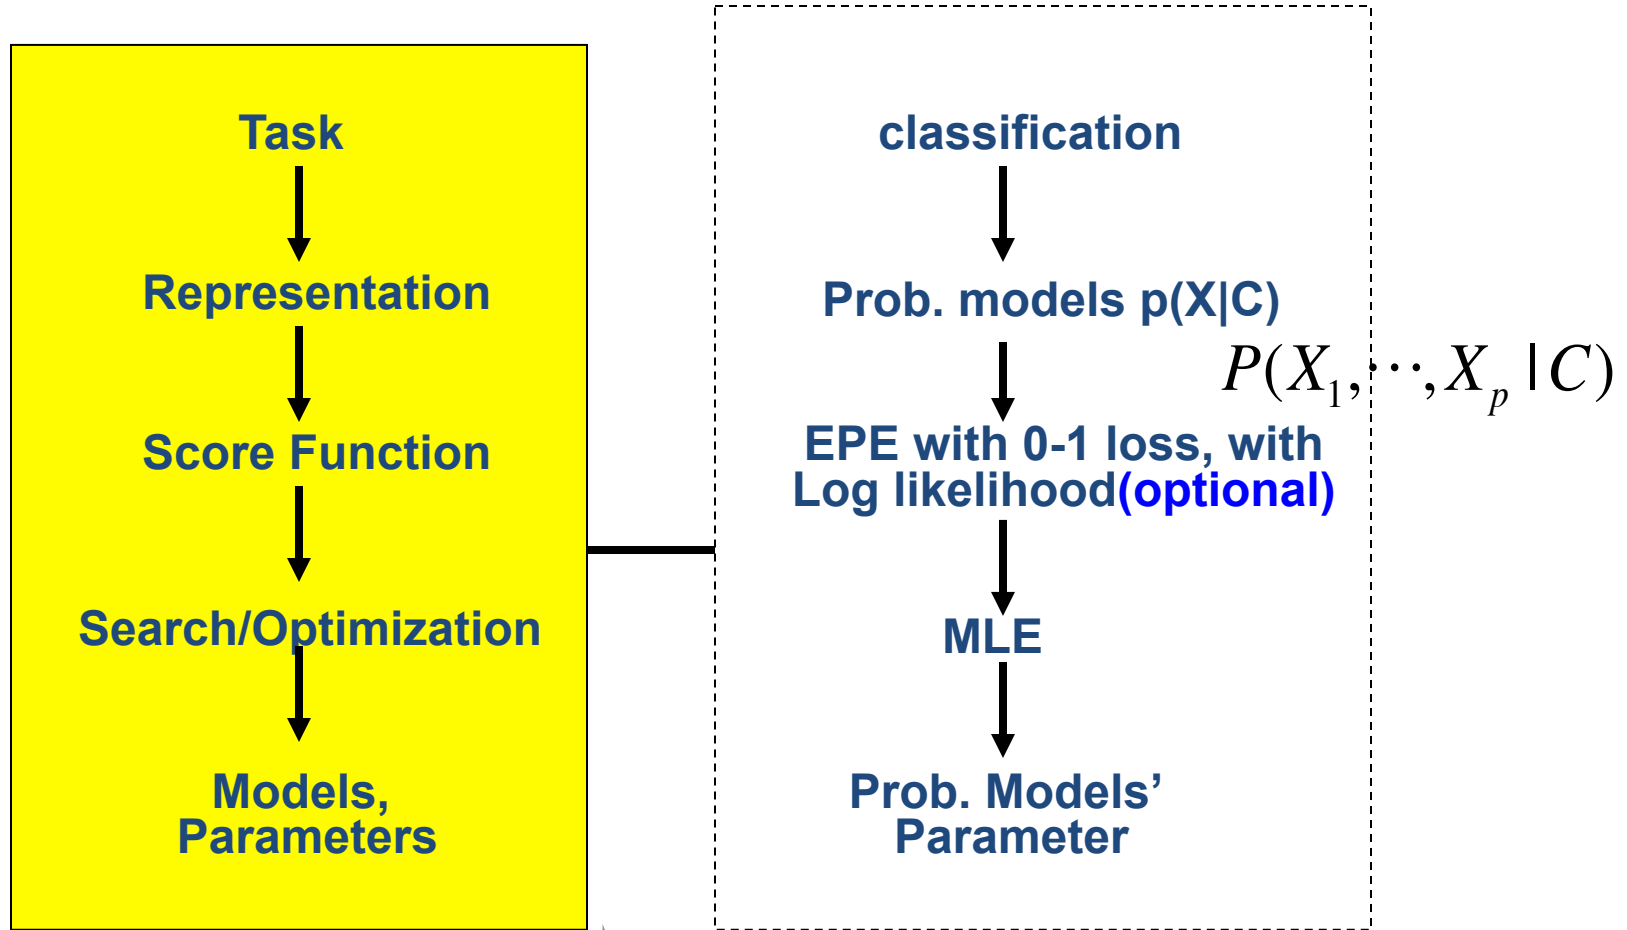 Task
Representation
Score Function
Search/Optimization
Models,
Parameters
classification
Prob. models p(X|C)
P(X₁,⋯,Xₚ | C)
EPE with 0-1 loss, with
Log likelihood(optional)
MLE
Prob. Models’
Parameter